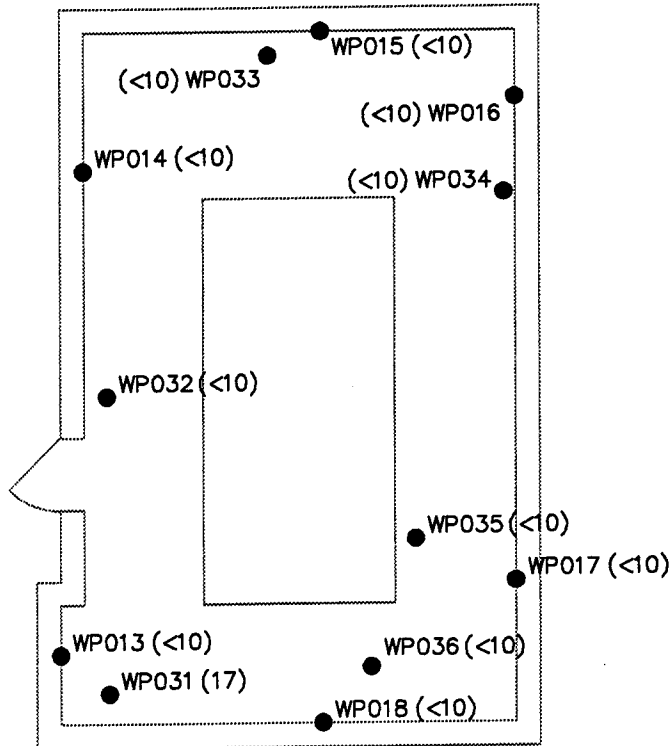 WP015 (<10)
(<10) WP033
(<10) WP016
WP014 (<10)
(<10) WP034
WP032 (<10)
WP035 (<10)
WP017 (<10)
WP013 (<10)
WP036 (<10)
WP031 (17)
WP018 (<10)